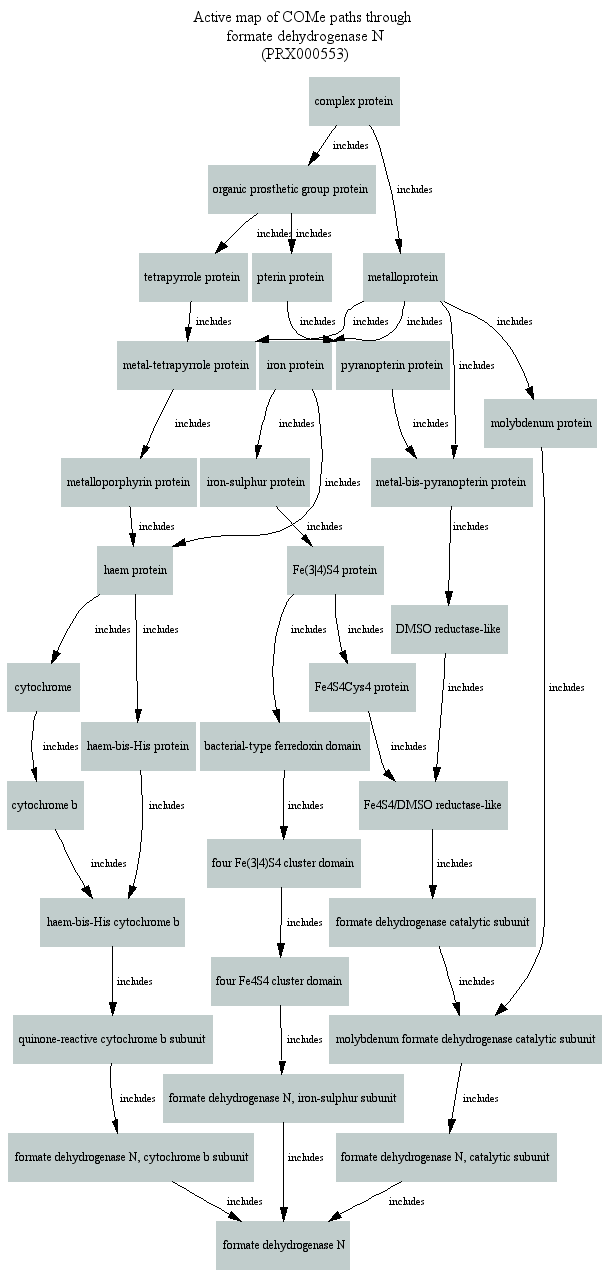 Active map of COMe paths through
formate dehydrogenase N
(PRX000553)
complex protein
includes
includes
organic prosthetic group protein
includes
includes
tetrapyrrole protein
pterin protein
metalloprotein
includes
includes
includes
includes
includes
metal-tetrapyrrole protein
iron protein
pyranopterin protein
includes
molybdenum protein
includes
includes
includes
metalloporphyrin protein
iron-sulphur protein
metal-bis-pyranopterin protein
includes
includes
includes
includes
haem protein
Fe(3|4)S4 protein
DMSO reductase-like
includes
includes
includes
includes
cytochrome
Fe4S4Cys4 protein
includes
includes
haem-bis-His protein
bacterial-type ferredoxin domain
includes
includes
cytochrome b
Fe4S4/DMSO reductase-like
includes
includes
includes
includes
four Fe(3|4)S4 cluster domain
haem-bis-His cytochrome b
includes
formate dehydrogenase catalytic subunit
includes
four Fe4S4 cluster domain
includes
quinone-reactive cytochrome b subunit
includes
molybdenum formate dehydrogenase catalytic subunit
includes
formate dehydrogenase N, iron-sulphur subunit
includes
formate dehydrogenase N, cytochrome b subunit
includes
formate dehydrogenase N, catalytic subunit
includes
includes
formate dehydrogenase N